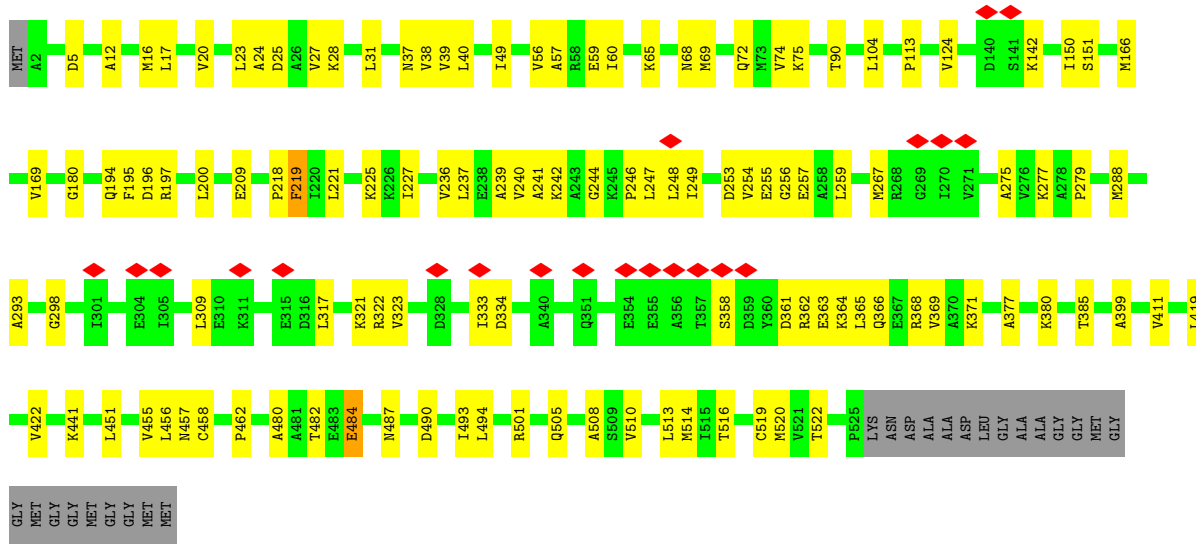 MET A2 D5 A12 M16 L17 V20 L23 A24 D25 A26 V27 K28 L31 N37 V38 V39 L40 I49 V56 A57 R58 E59 I60 K65 N68 M69 Q72 M73 V74 K75 T90 L104 P113 V124 D140 S141 K142 I150 S151 M166
V169 G180 Q194 F195 D196 R197 L200 E209 P218 F219 I220 L221 K225 K226 I227 V236 L237 E238 A239 V240 A241 K242 A243 G244 K245 P246 L247 L248 I249 D253 V254 E255 G256 E257 A258 L259 M267 R268 G269 I270 V271 A275 V276 K277 A278 P279 M288
A293 G298 I301 E304 I305 L309 E310 K311 E315 D316 L317 K321 R322 V323 D328 I333 D334 A340 Q351 E354 E355 A356 T357 S358 D359 Y360 D361 R362 E363 K364 L365 Q366 E367 R368 V369 A370 K371 A377 K380 T385 A399 V411 L419
V422 K441 L451 V455 L456 N457 C458 P462 A480 A481 T482 E483 E484 N487 D490 I493 L494 R501 Q505 A508 S509 V510 L513 M514 I515 T516 C519 M520 V521 T522 P525 LYS ASN ASP ALA ALA ASP LEU GLY ALA ALA GLY GLY MET GLY
GLY MET GLY GLY MET GLY GLY MET MET